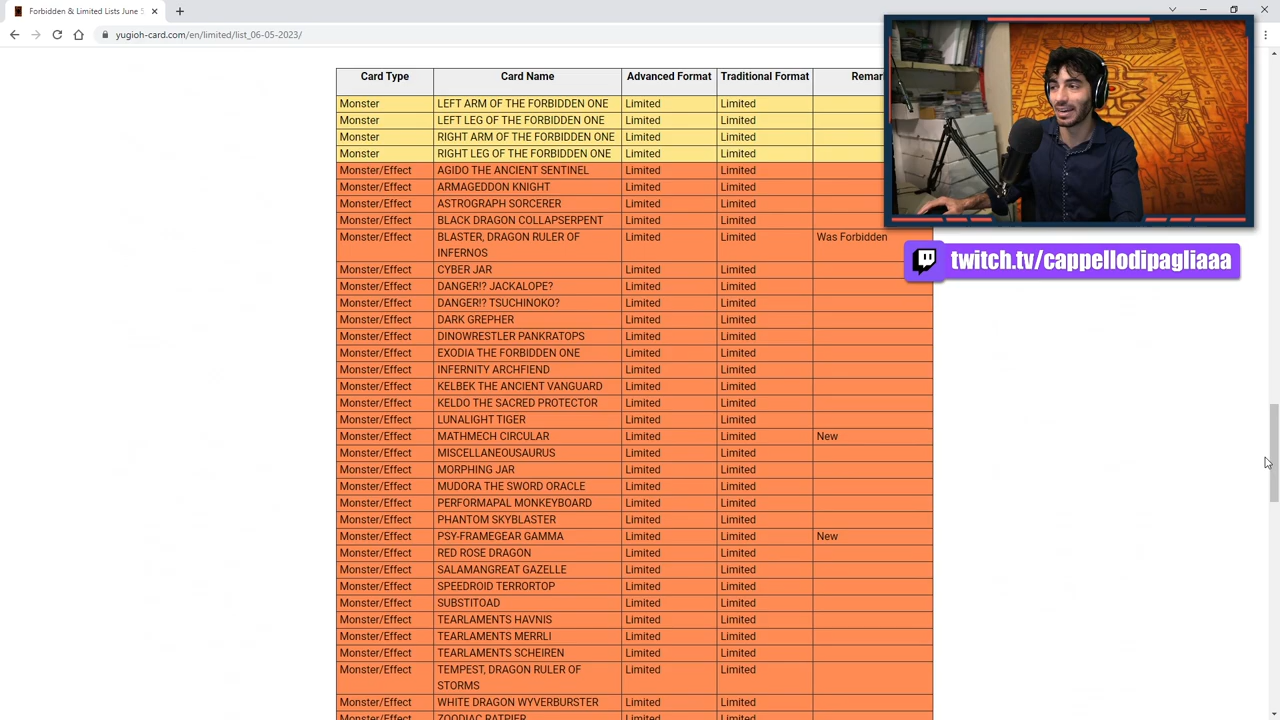 Forbidden & Limited Lists June 5
yugioh-card.com/en/limited/list_06-05-2023/
Card Type Card Name Advanced Format Traditional Format Remar
Monster LEFT ARM OF THE FORBIDDEN ONE Limited Limited
Monster LEFT LEG OF THE FORBIDDEN ONE Limited Limited
Monster RIGHT ARM OF THE FORBIDDEN ONE Limited Limited
Monster RIGHT LEG OF THE FORBIDDEN ONE Limited Limited
Monster/Effect AGIDO THE ANCIENT SENTINEL Limited Limited
Monster/Effect ARMAGEDDON KNIGHT Limited Limited
Monster/Effect ASTROGRAPH SORCERER Limited Limited
Monster/Effect BLACK DRAGON COLLAPSERPENT Limited Limited
Monster/Effect BLASTER, DRAGON RULER OF Limited Limited Was Forbidden
INFERNOS
twitch.tv/cappellodipagliaaa
Monster/Effect CYBER JAR Limited Limited
Monster/Effect DANGER!? JACKALOPE? Limited Limited
Monster/Effect DANGER!? TSUCHINOKO? Limited Limited
Monster/Effect DARK GREPHER Limited Limited
Monster/Effect DINOWRESTLER PANKRATOPS Limited Limited
Monster/Effect EXODIA THE FORBIDDEN ONE Limited Limited
Monster/Effect INFERNITY ARCHFIEND Limited Limited
Monster/Effect KELBEK THE ANCIENT VANGUARD Limited Limited
Monster/Effect KELDO THE SACRED PROTECTOR Limited Limited
Monster/Effect LUNALIGHT TIGER Limited Limited
Monster/Effect MATHMECH CIRCULAR Limited Limited New
Monster/Effect MISCELLANEOUSAURUS Limited Limited
Monster/Effect MORPHING JAR Limited Limited
Monster/Effect MUDORA THE SWORD ORACLE Limited Limited
Monster/Effect PERFORMAPAL MONKEYBOARD Limited Limited
Monster/Effect PHANTOM SKYBLASTER Limited Limited
Monster/Effect PSY-FRAMEGEAR GAMMA Limited Limited New
Monster/Effect RED ROSE DRAGON Limited Limited
Monster/Effect SALAMANGREAT GAZELLE Limited Limited
Monster/Effect SPEEDROID TERRORTOP Limited Limited
Monster/Effect SUBSTITOAD Limited Limited
Monster/Effect TEARLAMENTS HAVNIS Limited Limited
Monster/Effect TEARLAMENTS MERRLI Limited Limited
Monster/Effect TEARLAMENTS SCHEIREN Limited Limited
Monster/Effect TEMPEST, DRAGON RULER OF Limited Limited
STORMS
Monster/Effect WHITE DRAGON WYVERBURSTER Limited Limited
Monster/Effect ZOODIAC RATPIER Limited Limited